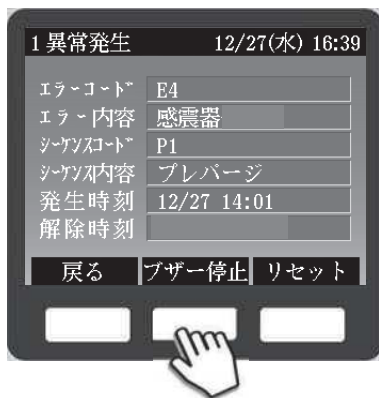 1 異常発生 12/27(水) 16:39
エラーコード E4
エラー内容 感震器
ｼｰｹﾝｽｺｰﾄﾞ P1
ｼｰｹﾝｽ内容 プレパージ
発生時刻 12/27 14:01
解除時刻
戻る ブザー停止 リセット